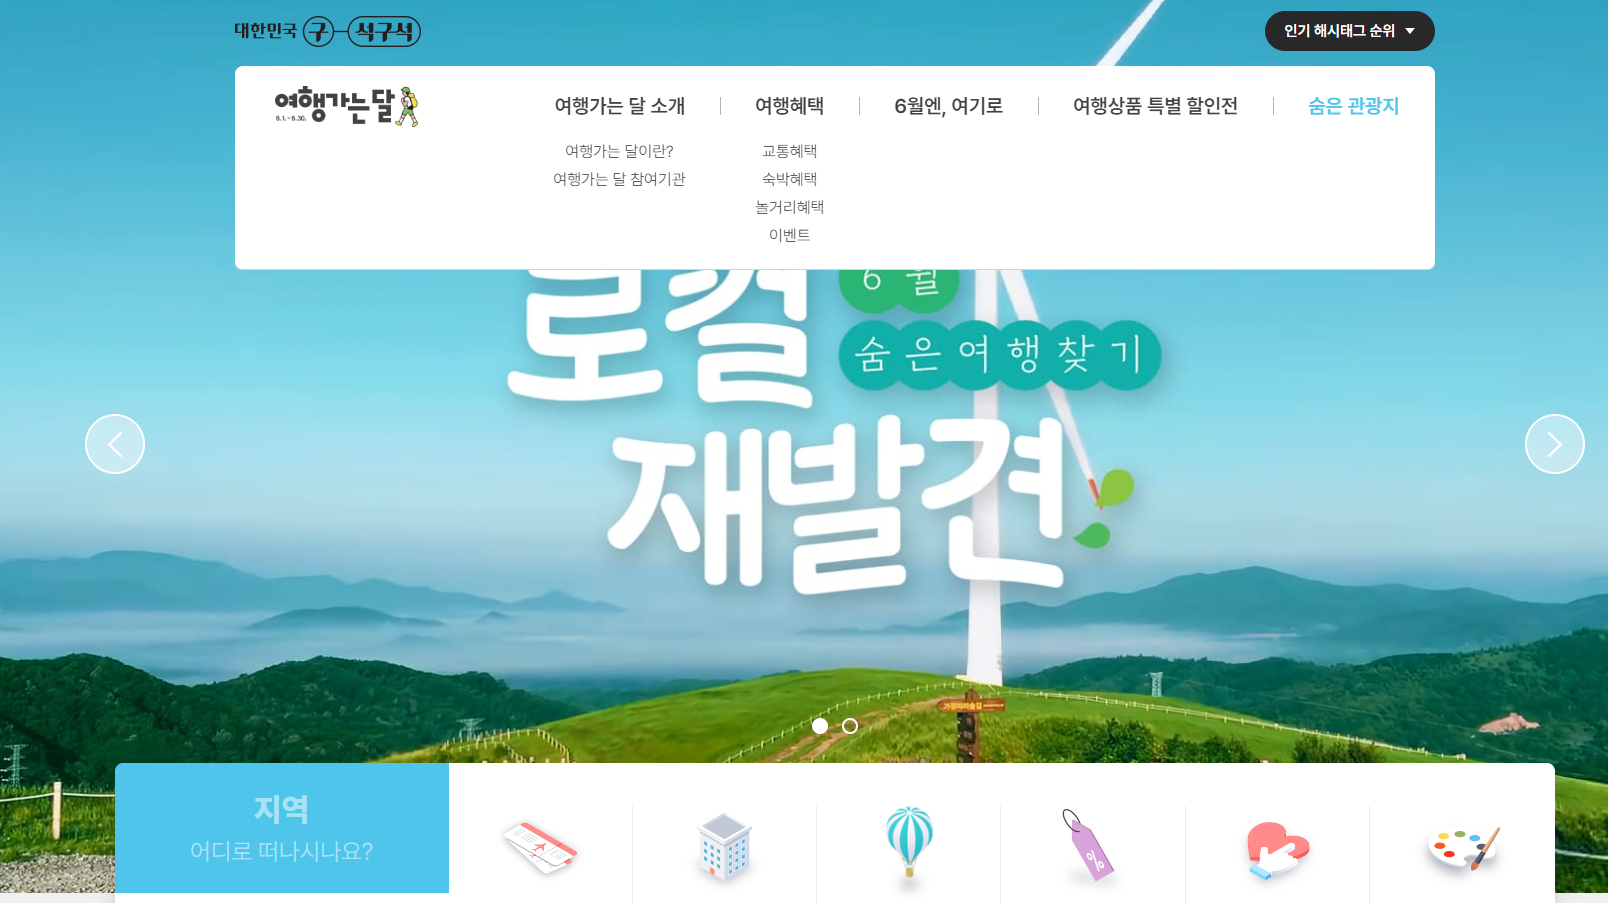 대한민국 구석구석
인기 해시태그 순위
여행가는 달
6.1.~6.30.
여행가는 달 소개
여행혜택
6월엔, 여기로
여행상품 특별 할인전
숨은 관광지
여행가는 달이란?
여행가는 달 참여기관
교통혜택
숙박혜택
놀거리혜택
이벤트
로컬
6월
숨은여행찾기
재발견
지역
어디로 떠나시나요?
%